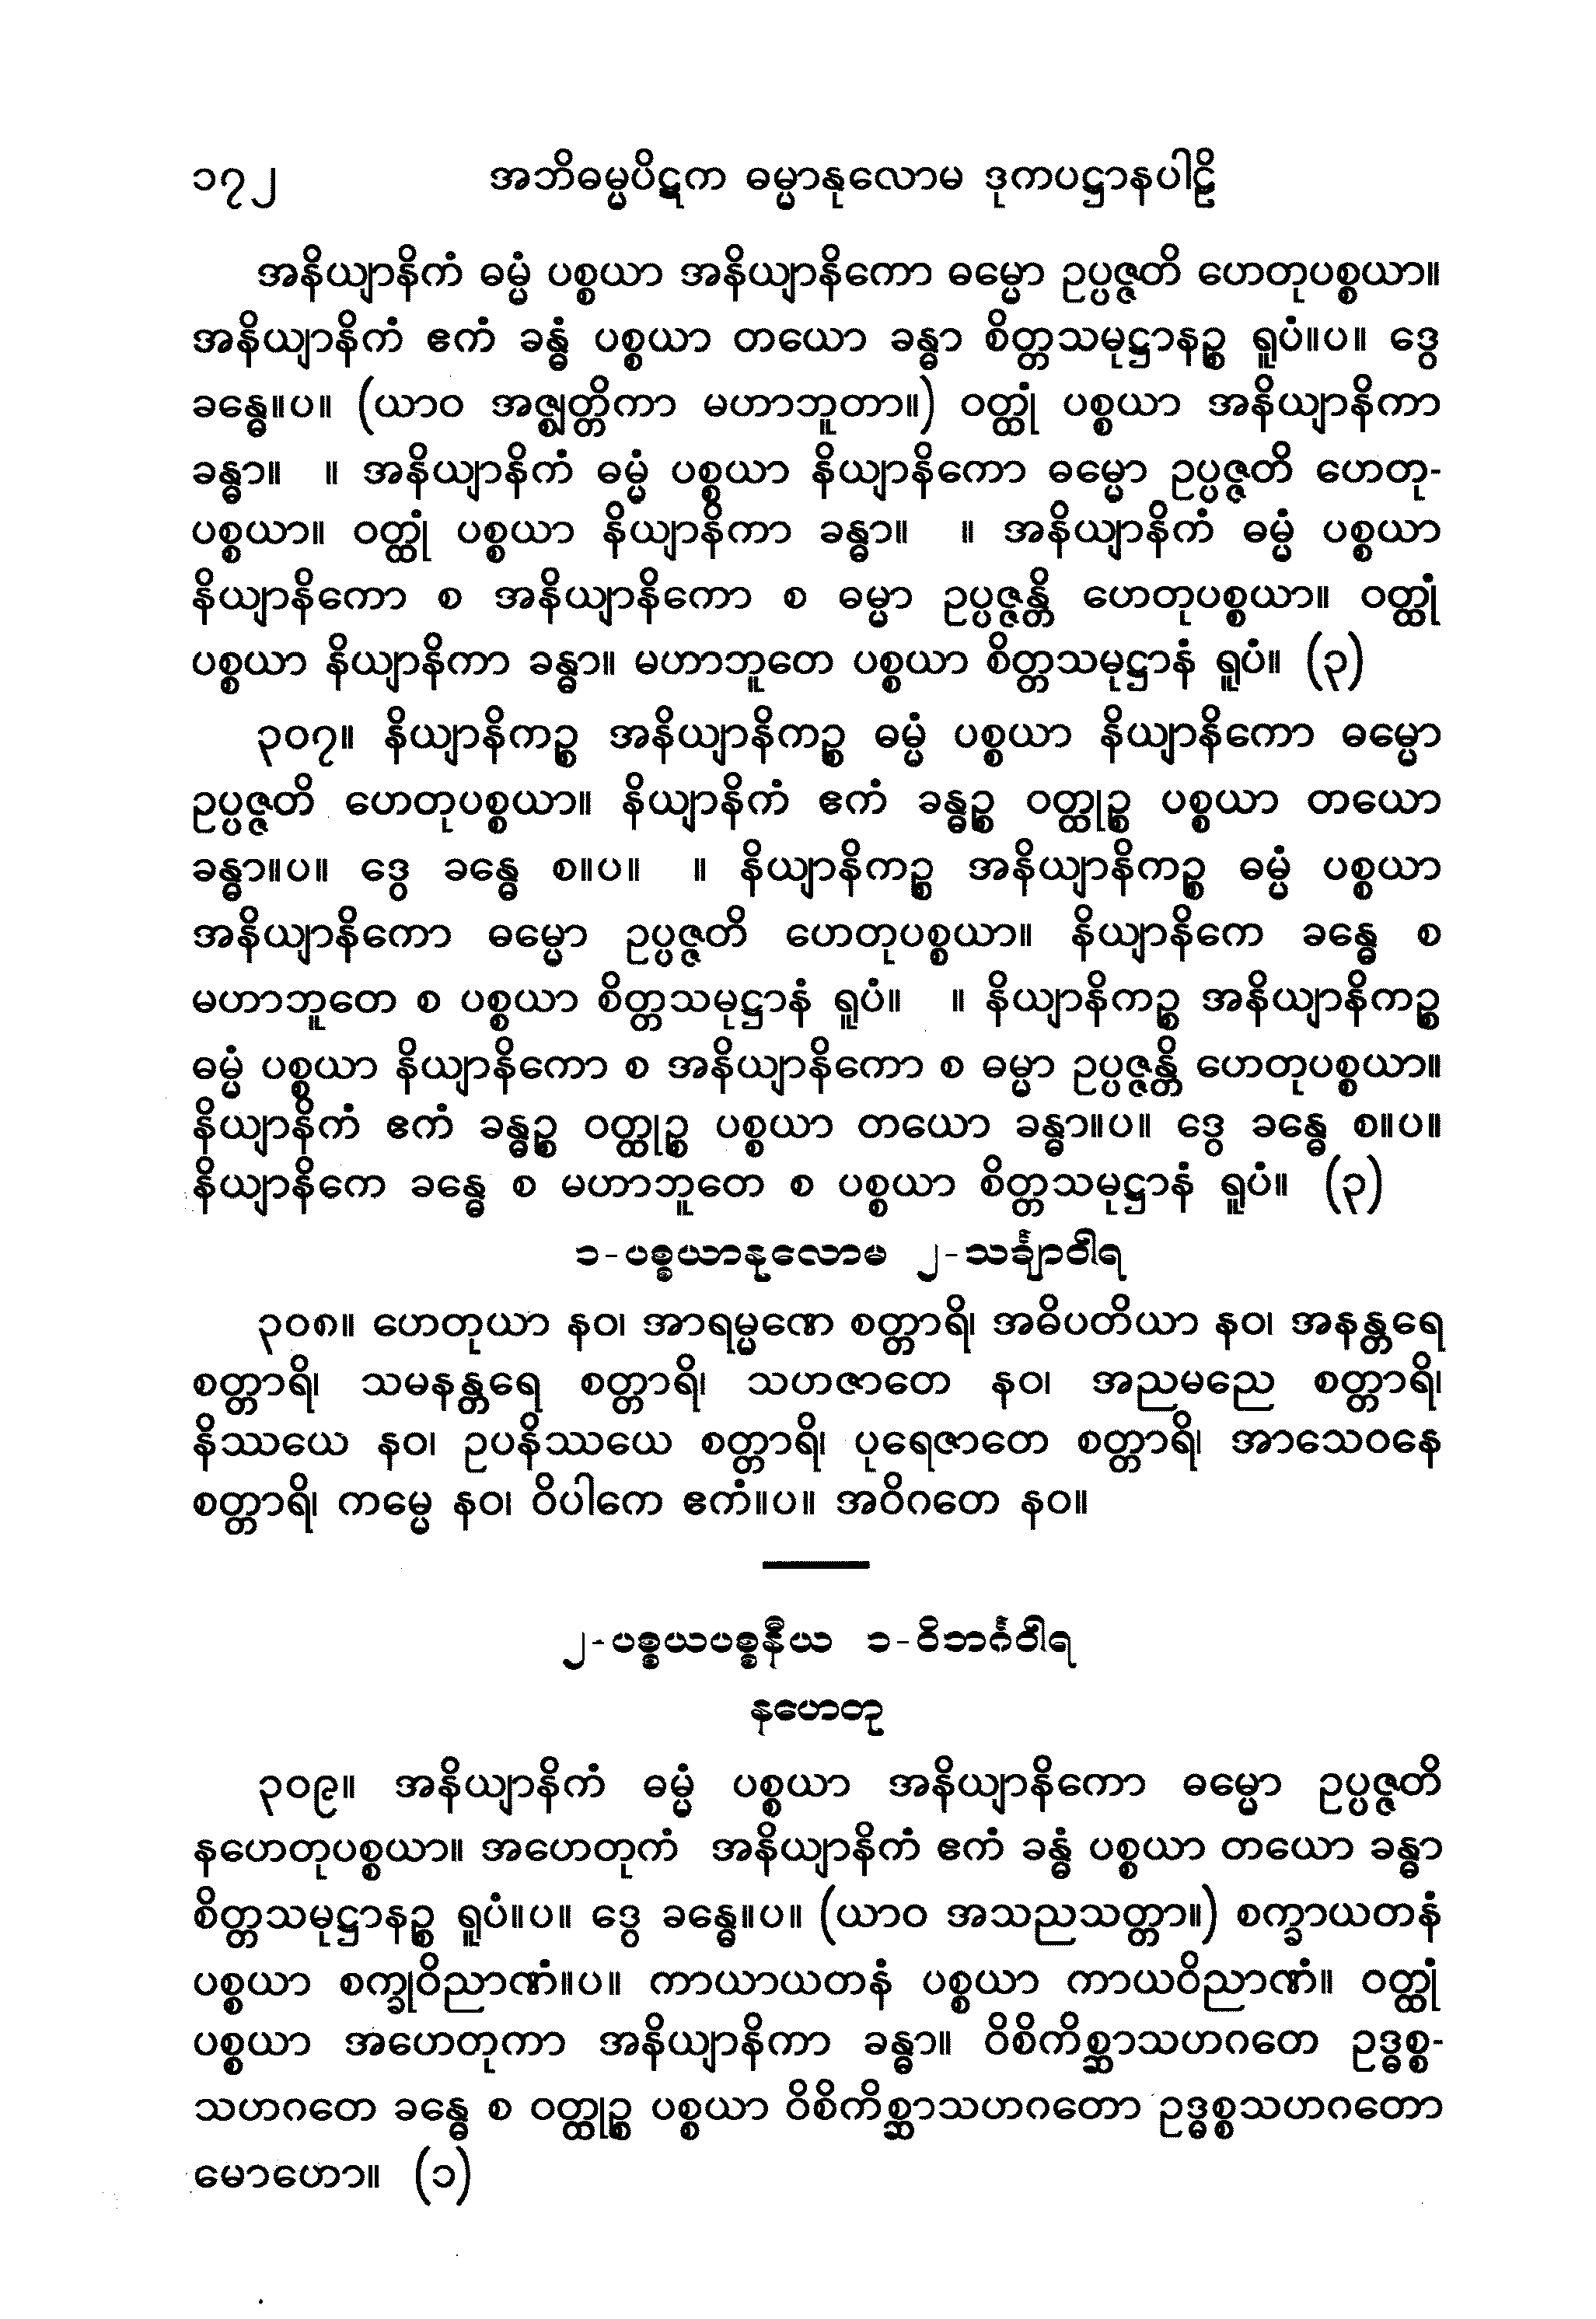 ၁၇၂ အဘိဓမ္မပိဋက ဓမ္မာနုလောမ ဒုကပဋ္ဌာနပါဠိ
အနိယျာနိကံ ဓမ္မံ ပစ္စယာ အနိယျာနိကော ဓမ္မော ဥပ္ပဇ္ဇတိ ဟေတုပစ္စယာ။
အနိယျာနိကံ ဧကံ ခန္ဓံ ပစ္စယာ တယော ခန္ဓာ စိတ္တသမုဋ္ဌာနဉ္စ ရူပံ။ပ။ ဒွေ
ခန္ဓေ။ပ။ (ယာဝ အဇ္ဈတ္တိကာ မဟာဘူတာ။) ဝတ္ထုံ ပစ္စယာ အနိယျာနိကာ
ခန္ဓာ။ ။ အနိယျာနိကံ ဓမ္မံ ပစ္စယာ နိယျာနိကော ဓမ္မော ဥပ္ပဇ္ဇတိ ဟေတု-
ပစ္စယာ။ ဝတ္ထုံ ပစ္စယာ နိယျာနိကာ ခန္ဓာ။ ။ အနိယျာနိကံ ဓမ္မံ ပစ္စယာ
နိယျာနိကော စ အနိယျာနိကော စ ဓမ္မာ ဥပ္ပဇ္ဇန္တိ ဟေတုပစ္စယာ။ ဝတ္ထုံ
ပစ္စယာ နိယျာနိကာ ခန္ဓာ။ မဟာဘူတေ ပစ္စယာ စိတ္တသမုဋ္ဌာနံ ရူပံ။ (၃)
၃၀၇။ နိယျာနိကဉ္စ အနိယျာနိကဉ္စ ဓမ္မံ ပစ္စယာ နိယျာနိကော ဓမ္မော
ဥပ္ပဇ္ဇတိ ဟေတုပစ္စယာ။ နိယျာနိကံ ဧကံ ခန္ဓဉ္စ ဝတ္ထုဉ္စ ပစ္စယာ တယော
ခန္ဓာ။ပ။ ဒွေ ခန္ဓေ စ။ပ။ ။ နိယျာနိကဉ္စ အနိယျာနိကဉ္စ ဓမ္မံ ပစ္စယာ
အနိယျာနိကော ဓမ္မော ဥပ္ပဇ္ဇတိ ဟေတုပစ္စယာ။ နိယျာနိကေ ခန္ဓေ စ
မဟာဘူတေ စ ပစ္စယာ စိတ္တသမုဋ္ဌာနံ ရူပံ။ ။ နိယျာနိကဉ္စ အနိယျာနိကဉ္စ
ဓမ္မံ ပစ္စယာ နိယျာနိကော စ အနိယျာနိကော စ ဓမ္မာ ဥပ္ပဇ္ဇန္တိ ဟေတုပစ္စယာ။
နိယျာနိကံ ဧကံ ခန္ဓဉ္စ ဝတ္ထုဉ္စ ပစ္စယာ တယော ခန္ဓာ။ပ။ ဒွေ ခန္ဓေ စ။ပ။
နိယျာနိကေ ခန္ဓေ စ မဟာဘူတေ စ ပစ္စယာ စိတ္တသမုဋ္ဌာနံ ရူပံ။ (၃)
၁-ပစ္စယာနုလောမ ၂-သင်္ချာဝါရ
၃၀၈။ ဟေတုယာ နဝ၊ အာရမ္မဏေ စတ္တာရိ၊ အဓိပတိယာ နဝ၊ အနန္တရေ
စတ္တာရိ၊ သမနန္တရေ စတ္တာရိ၊ သဟဇာတေ နဝ၊ အညမညေ စတ္တာရိ၊
နိဿယေ နဝ၊ ဥပနိဿယေ စတ္တာရိ၊ ပုရေဇာတေ စတ္တာရိ၊ အာသေဝနေ
စတ္တာရိ၊ ကမ္မေ နဝ၊ ဝိပါကေ ဧကံ။ပ။ အဝိဂတေ နဝ။
၂-ပစ္စယပစ္စနီယ ၁-ဝိဘင်္ဂဝါရ
နဟေတု
၃၀၉။ အနိယျာနိကံ ဓမ္မံ ပစ္စယာ အနိယျာနိကော ဓမ္မော ဥပ္ပဇ္ဇတိ
နဟေတုပစ္စယာ။ အဟေတုကံ အနိယျာနိကံ ဧကံ ခန္ဓံ ပစ္စယာ တယော ခန္ဓာ
စိတ္တသမုဋ္ဌာနဉ္စ ရူပံ။ပ။ ဒွေ ခန္ဓေ။ပ။ (ယာဝ အသညသတ္တာ။) စက္ခာယတနံ
ပစ္စယာ စက္ခုဝိညာဏံ။ပ။ ကာယာယတနံ ပစ္စယာ ကာယဝိညာဏံ။ ဝတ္ထုံ
ပစ္စယာ အဟေတုကာ အနိယျာနိကာ ခန္ဓာ။ ဝိစိကိစ္ဆာသဟဂတေ ဥဒ္ဓစ္စ-
သဟဂတေ ခန္ဓေ စ ဝတ္ထုဉ္စ ပစ္စယာ ဝိစိကိစ္ဆာသဟဂတော ဥဒ္ဓစ္စသဟဂတော
မောဟော။ (၁)